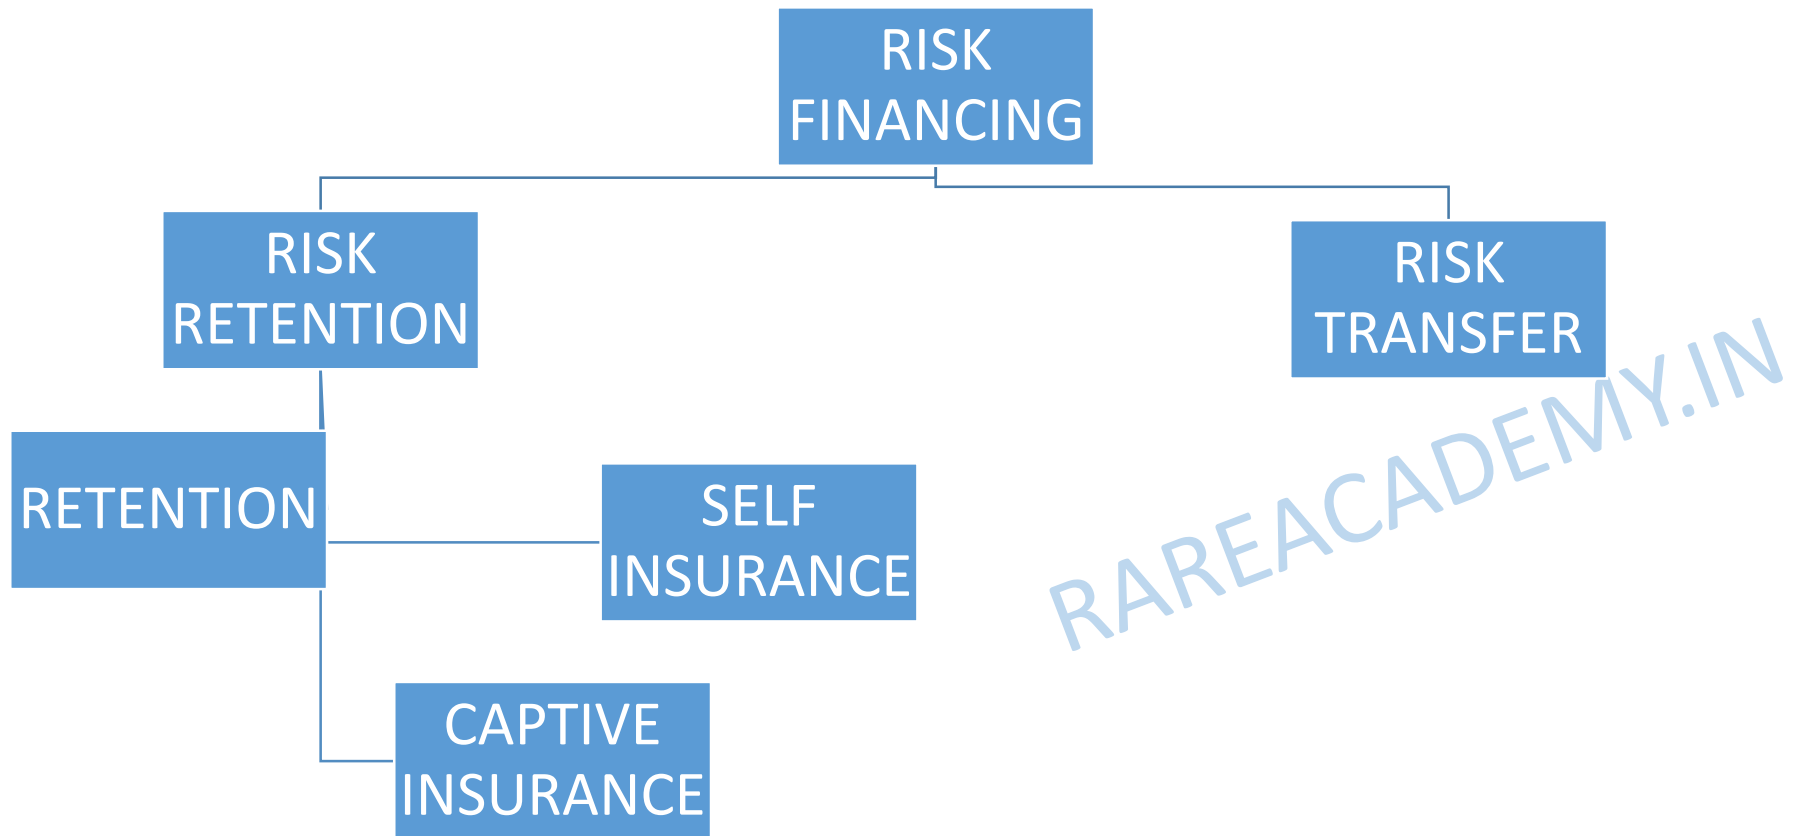 RISK
FINANCING
RISK
RETENTION
RISK
TRANSFER
RETENTION
SELF
INSURANCE
CAPTIVE
INSURANCE
RAREACADEMY.IN